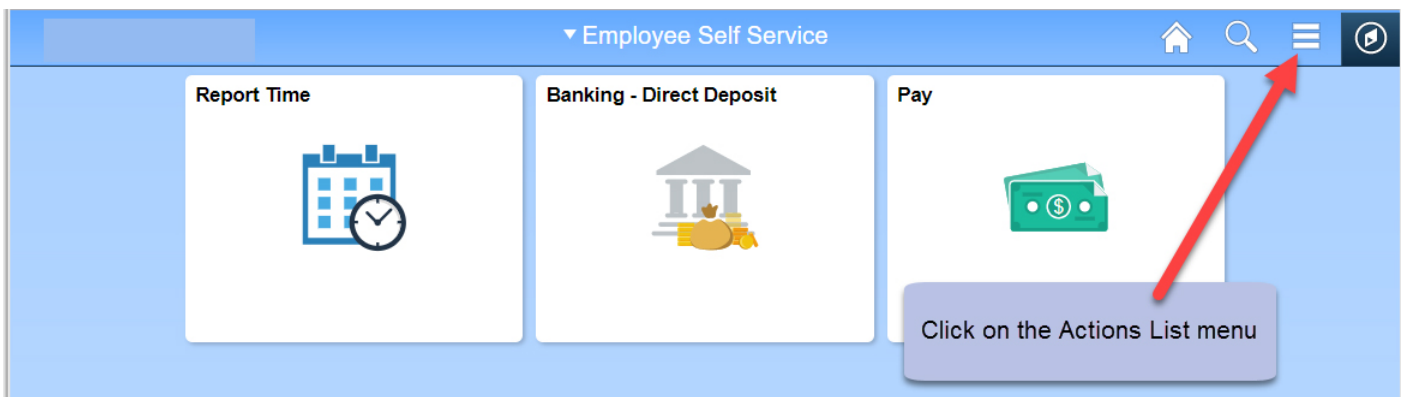 Employee Self Service
Report Time
Banking - Direct Deposit
Pay
$
Click on the Actions List menu